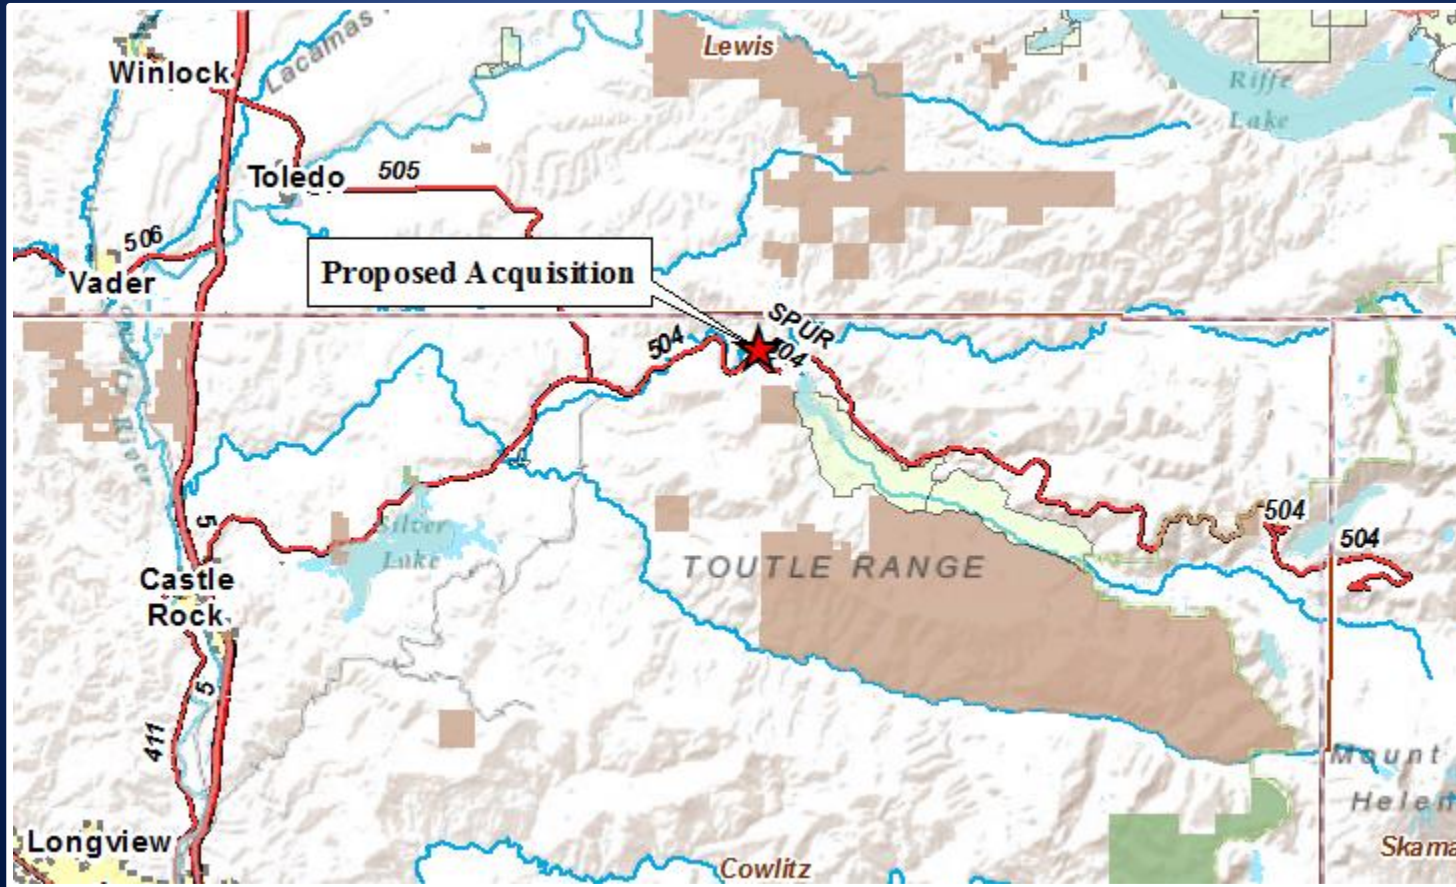 Lewis
Winlock
Lacamas
Riffe
Lake
Toledo
505
506
Vader
Proposed Acquisition
SPUR
504
504
River
Silver
Lake
5
504
504
TOUTLE RANGE
Castle
Rock
5
411
Mount
Helen
Longview
Skama
Cowlitz